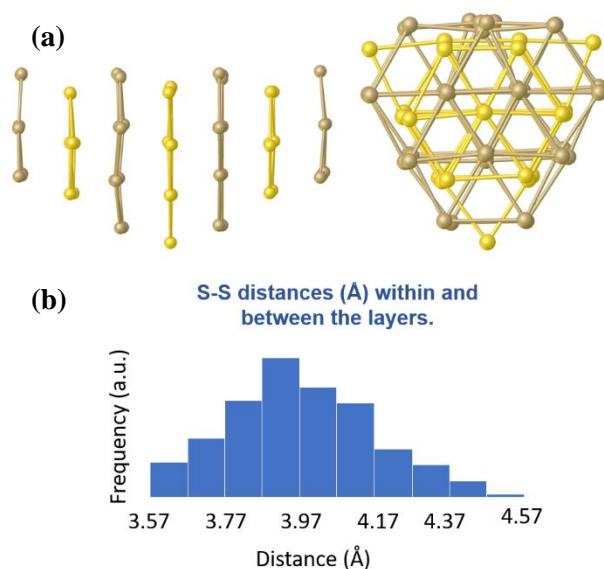 (a)
(b)
S-S distances (Å) within and
between the layers.
Frequency (a.u.)
3.57 3.77 3.97 4.17 4.37 4.57
Distance (Å)